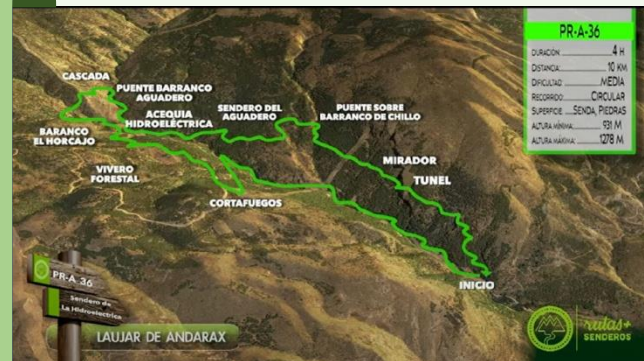 PR-A-36
DURACIÓN 4 H
DISTANCIA 10 KM
DIFICULTAD MEDIA
RECORRIDO CIRCULAR
SUPERFICIE SENDA, PIEDRAS
ALTURA MÍNIMA 931 M
ALTURA MÁXIMA 1278 M
CASCADA
PUENTE BARRANCO
AGUADERO
ACEQUIA
HIDROELÉCTRICA
SENDERO DEL
AGUADERO
PUENTE SOBRE
BARRANCO DE CHILLO
BARANCO
EL HORCAJO
MIRADOR
TUNEL
VIVERO
FORESTAL
CORTAFUEGOS
INICIO
PR-A 36
sendero de
La Hidroelectrica
LAUJAR DE ANDARAX
rutas+
SENDEROS